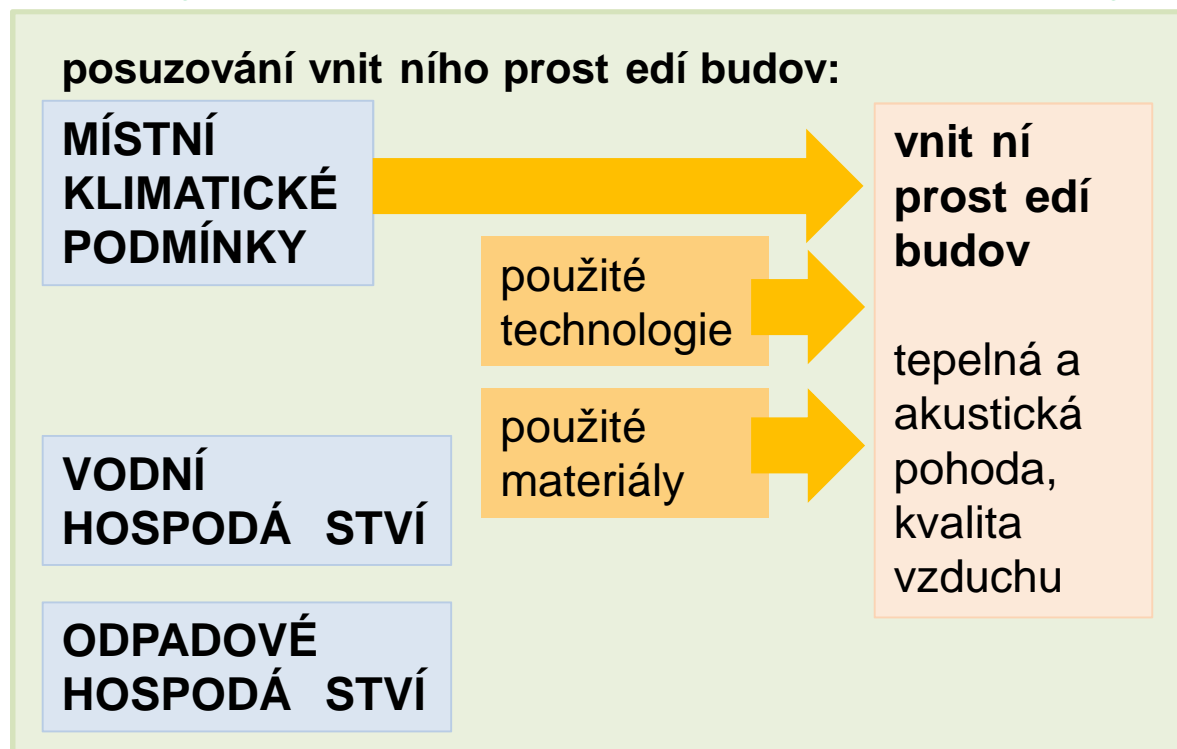 posuzování vnit ního prost edí budov:
MÍSTNÍ
KLIMATICKÉ
PODMÍNKY
vnit ní
prost edí
budov
použité
technologie
tepelná a
akustická
pohoda,
kvalita
vzduchu
použité
materiály
VODNÍ
HOSPODÁ STVÍ
ODPADOVÉ
HOSPODÁ STVÍ